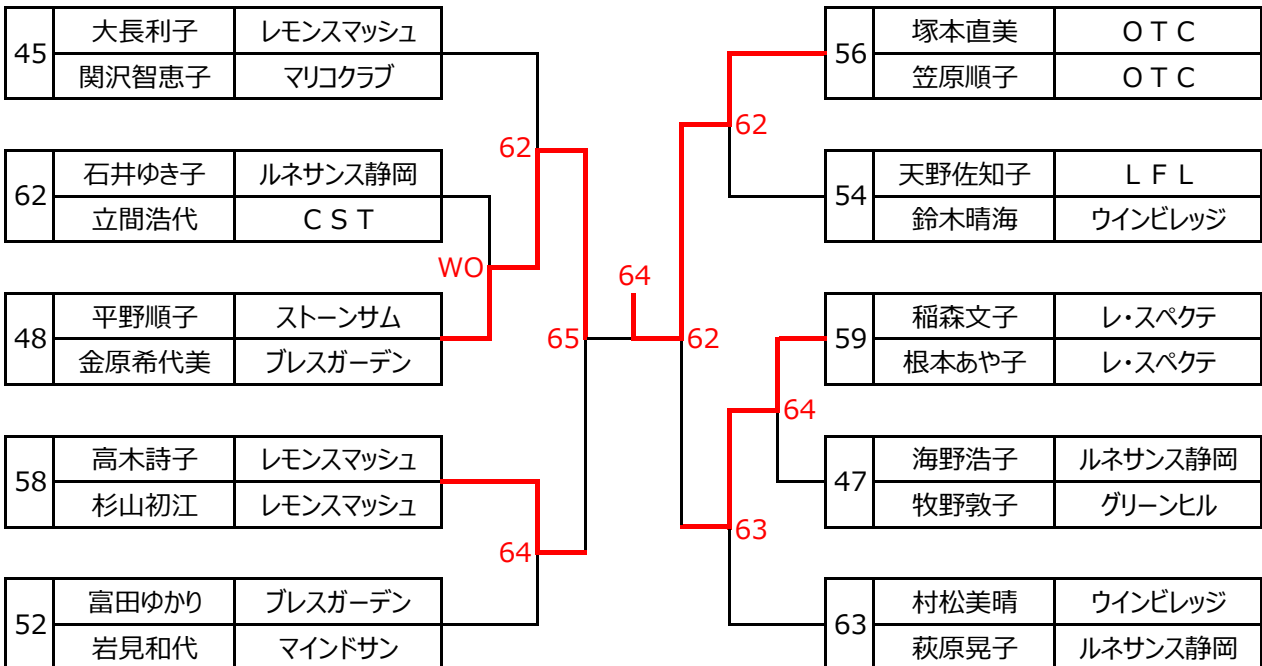 45 大長利子 レモンスマッシュ
関沢智恵子 マリコクラブ
62 石井ゆき子 ルネサンス静岡
立間浩代 ＣＳＴ
48 平野順子 ストーンサム
金原希代美 ブレスガーデン
58 高木詩子 レモンスマッシュ
杉山初江 レモンスマッシュ
52 富田ゆかり ブレスガーデン
岩見和代 マインドサン
62
WO
65
64
64
62
62
64
63
56 塚本直美 ＯＴＣ
笠原順子 ＯＴＣ
54 天野佐知子 ＬＦＬ
鈴木晴海 ウインビレッジ
59 稲森文子 レ・スペクテ
根本あや子 レ・スペクテ
47 海野浩子 ルネサンス静岡
牧野敦子 グリーンヒル
63 村松美晴 ウインビレッジ
萩原晃子 ルネサンス静岡